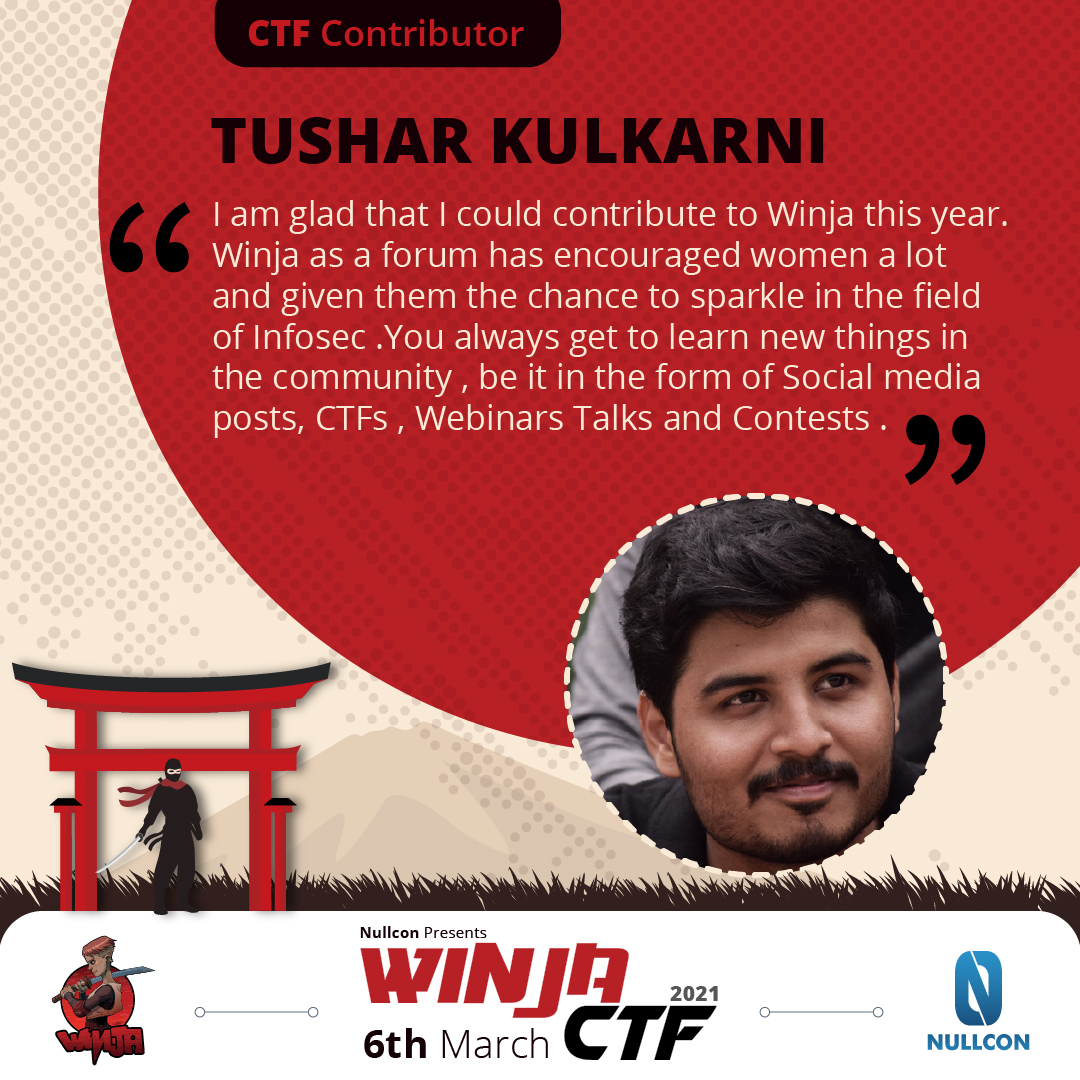 CTF Contributor
TUSHAR KULKARNI
“ I am glad that I could contribute to Winja this year.
Winja as a forum has encouraged women a lot
and given them the chance to sparkle in the field
of Infosec .You always get to learn new things in
the community , be it in the form of Social media
posts, CTFs , Webinars Talks and Contests . ”
WINJA
Nullcon Presents
WINJA
2021
6th March CTF
NULLCON